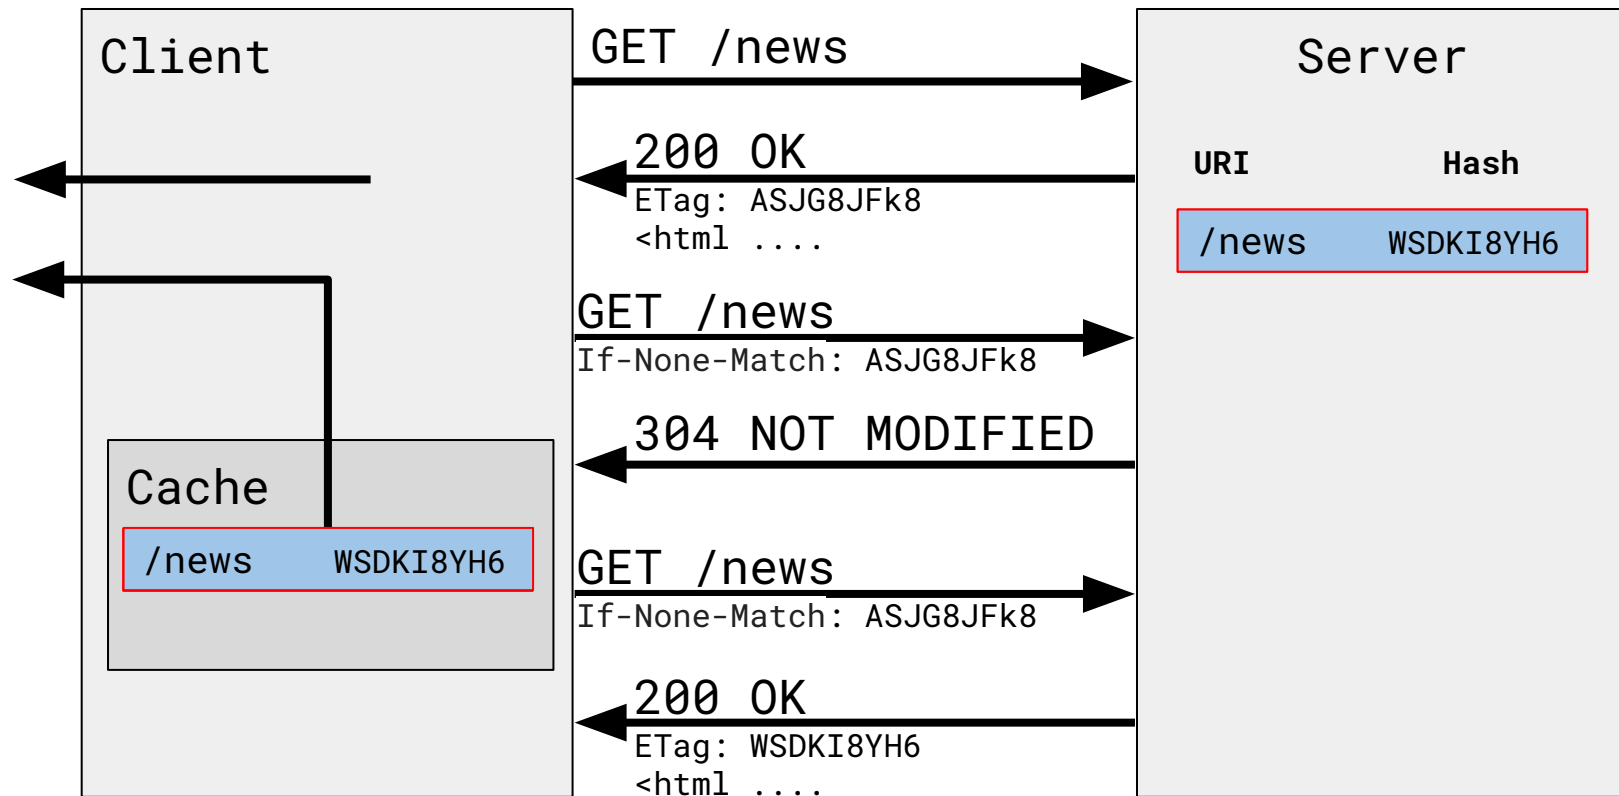 Client
GET /news
Server
200 OK
ETag: ASJG8JFk8
<html ....
URI Hash
/news WSDKI8YH6
GET /news
If-None-Match: ASJG8JFk8
304 NOT MODIFIED
Cache
/news WSDKI8YH6
GET /news
If-None-Match: ASJG8JFk8
200 OK
ETag: WSDKI8YH6
<html ....